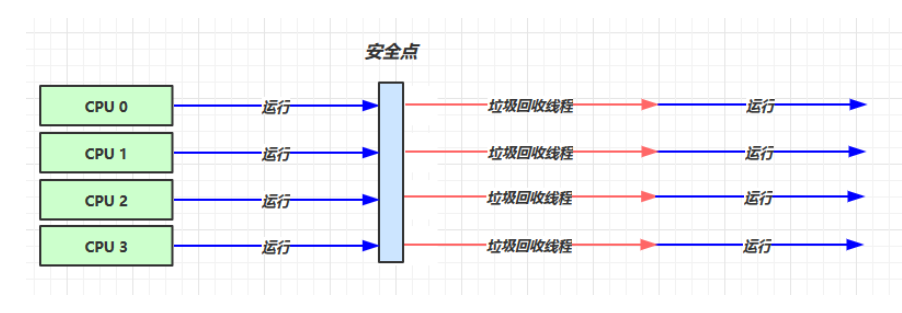 安全点
CPU 0 运行 垃圾回收线程 运行
CPU 1 运行 垃圾回收线程 运行
CPU 2 运行 垃圾回收线程 运行
CPU 3 运行 垃圾回收线程 运行